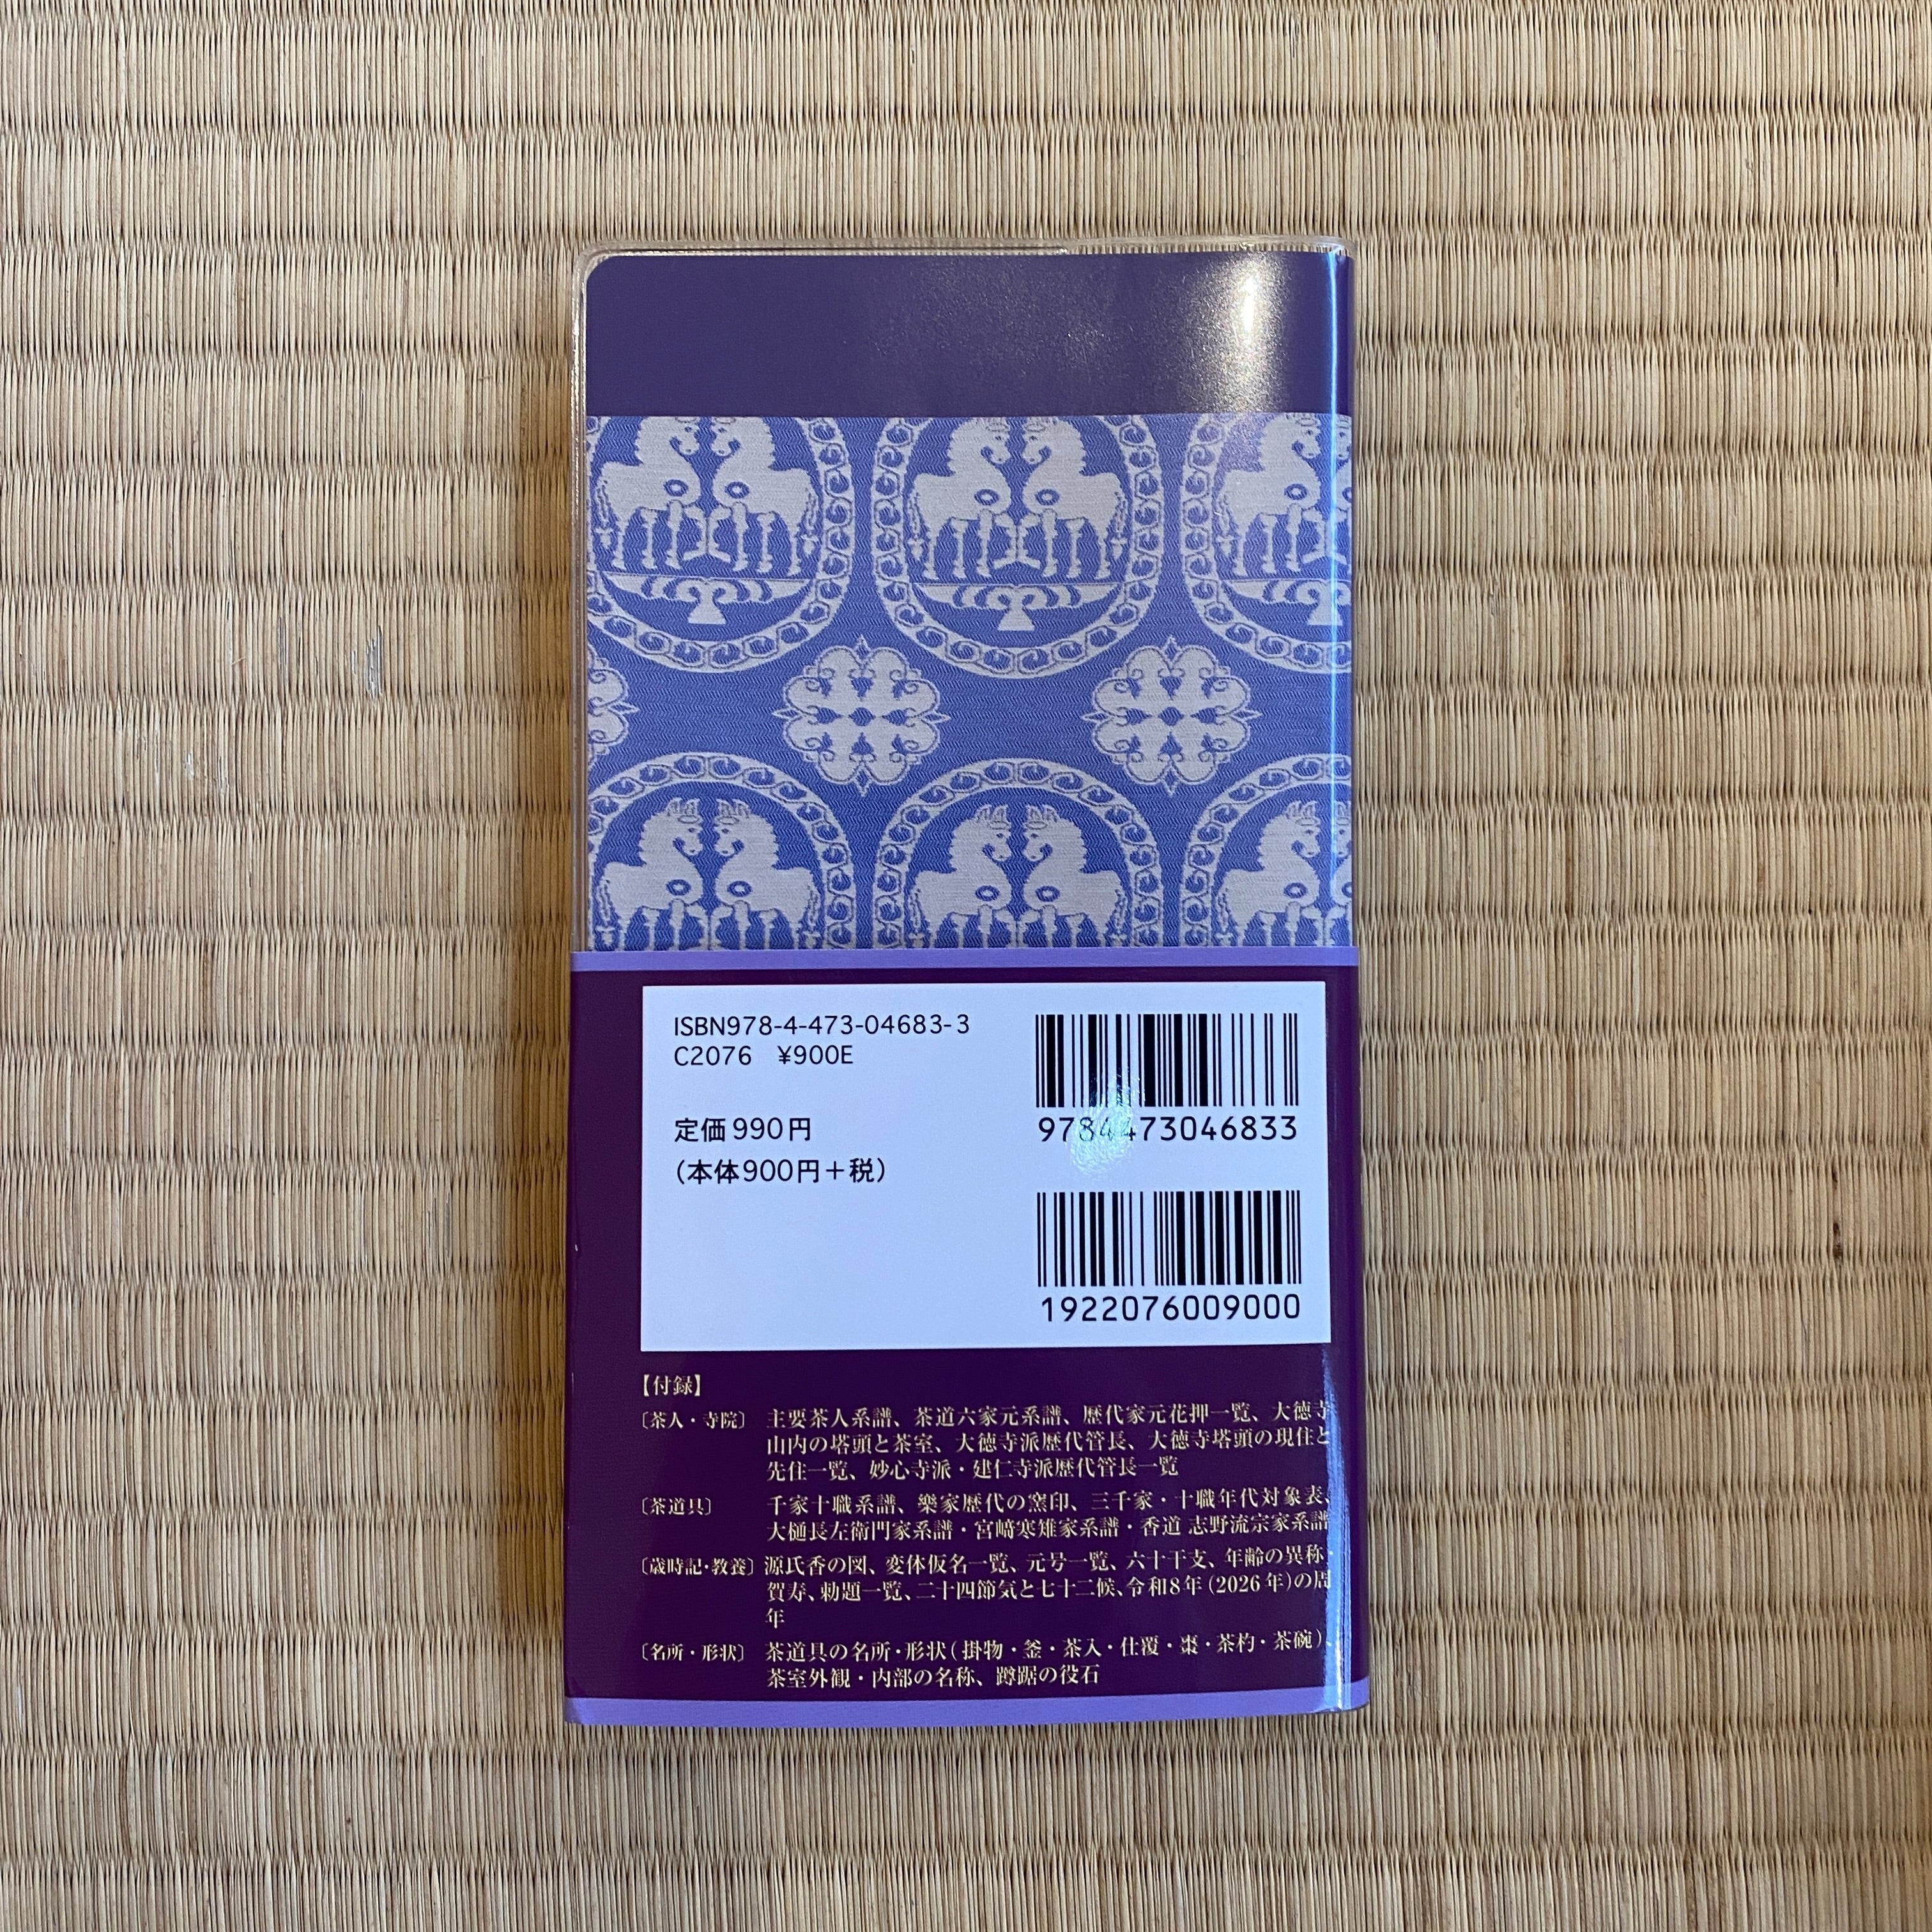 ISBN978-4-473-04683-3
C2076 ¥900E
定価990円
(本体900円+税)
9784473046833
1922076009000
【付録】
〔茶人・寺院〕 主要茶人系譜、茶道六家元系譜、歴代家元花押一覧、大徳寺
山内の塔頭と茶室、大徳寺派歴代管長、大徳寺塔頭の現住と
先住一覧、妙心寺派・建仁寺派歴代管長一覧
〔茶道具〕 千家十職系譜、樂家歴代の窯印、三千家・十職年代対象表、
大樋長左衛門家系譜・宮﨑寒雉家系譜・香道 志野流宗家系譜
〔歳時記・教養〕 源氏香の図、変体仮名一覧、元号一覧、六十干支、年齢の異称・
賀寿、勅題一覧、二十四節気と七十二候、令和8年(2026年)の周
年
〔名所・形状〕 茶道具の名所・形状(掛物・釜・茶入・仕覆・棗・茶杓・茶碗)、
茶室外観・内部の名称、蹲踞の役石